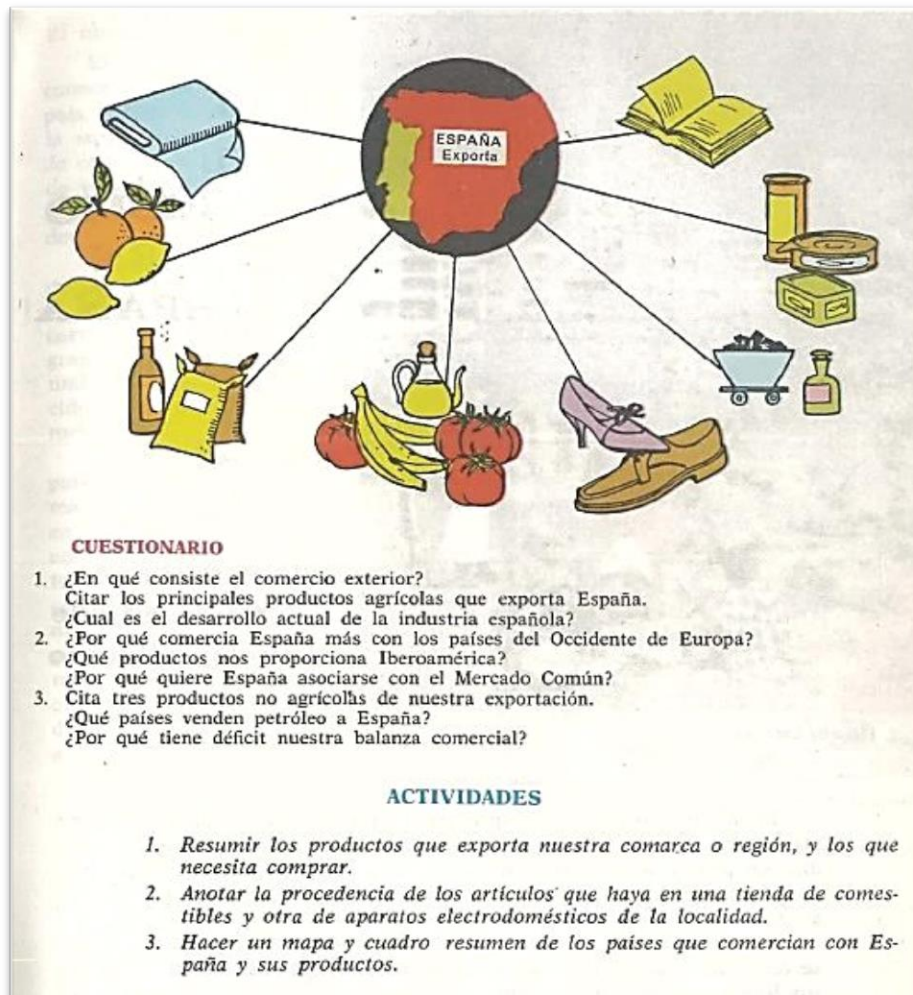 ESPAÑA
Exporta
CUESTIONARIO
1. ¿En qué consiste el comercio exterior?
Citar los principales productos agrícolas que exporta España.
¿Cual es el desarrollo actual de la industria española?
2. ¿Por qué comercia España más con los países del Occidente de Europa?
¿Qué productos nos proporciona Iberoamérica?
¿Por qué quiere España asociarse con el Mercado Común?
3. Cita tres productos no agrícolas de nuestra exportación.
¿Qué países venden petróleo a España?
¿Por qué tiene déficit nuestra balanza comercial?
ACTIVIDADES
1. Resumir los productos que exporta nuestra comarca o región, y los que
necesita comprar.
2. Anotar la procedencia de los artículos que haya en una tienda de comes-
tibles y otra de aparatos electrodomésticos de la localidad.
3. Hacer un mapa y cuadro resumen de los países que comercian con Es-
paña y sus productos.